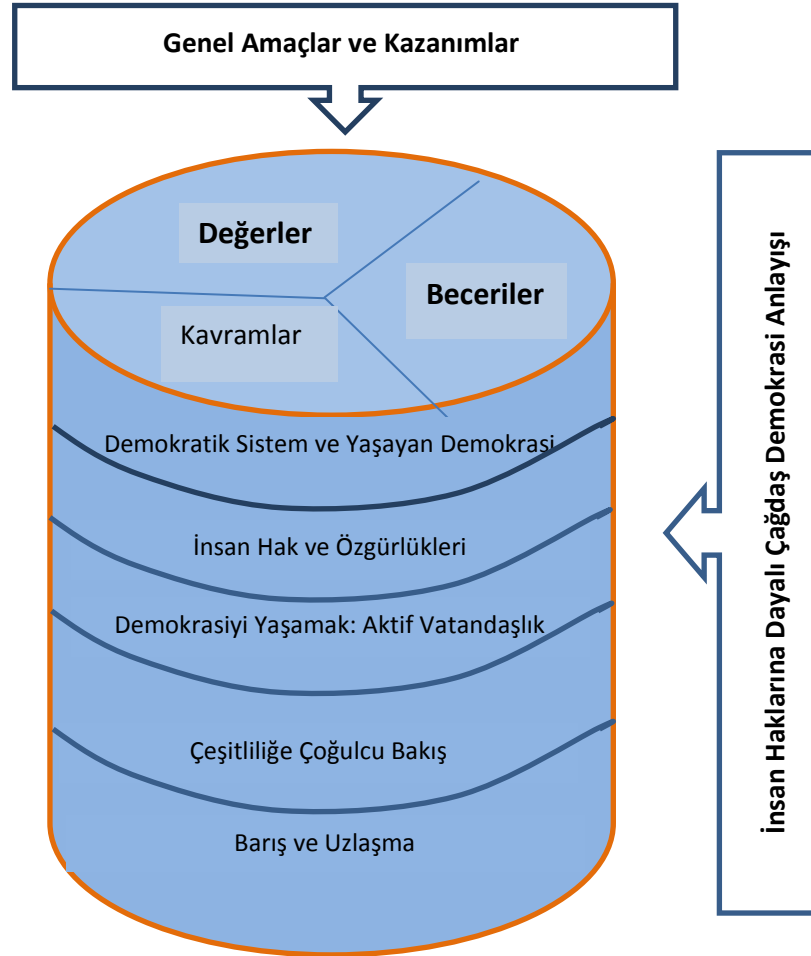 Genel Amaçlar ve Kazanımlar
Değerler
Beceriler
Kavramlar
Demokratik Sistem ve Yaşayan Demokrasi
İnsan Hak ve Özgürlükleri
Demokrasiyi Yaşamak: Aktif Vatandaşlık
Çeşitliliğe Çoğulcu Bakış
Barış ve Uzlaşma
İnsan Haklarına Dayalı Çağdaş Demokrasi Anlayışı